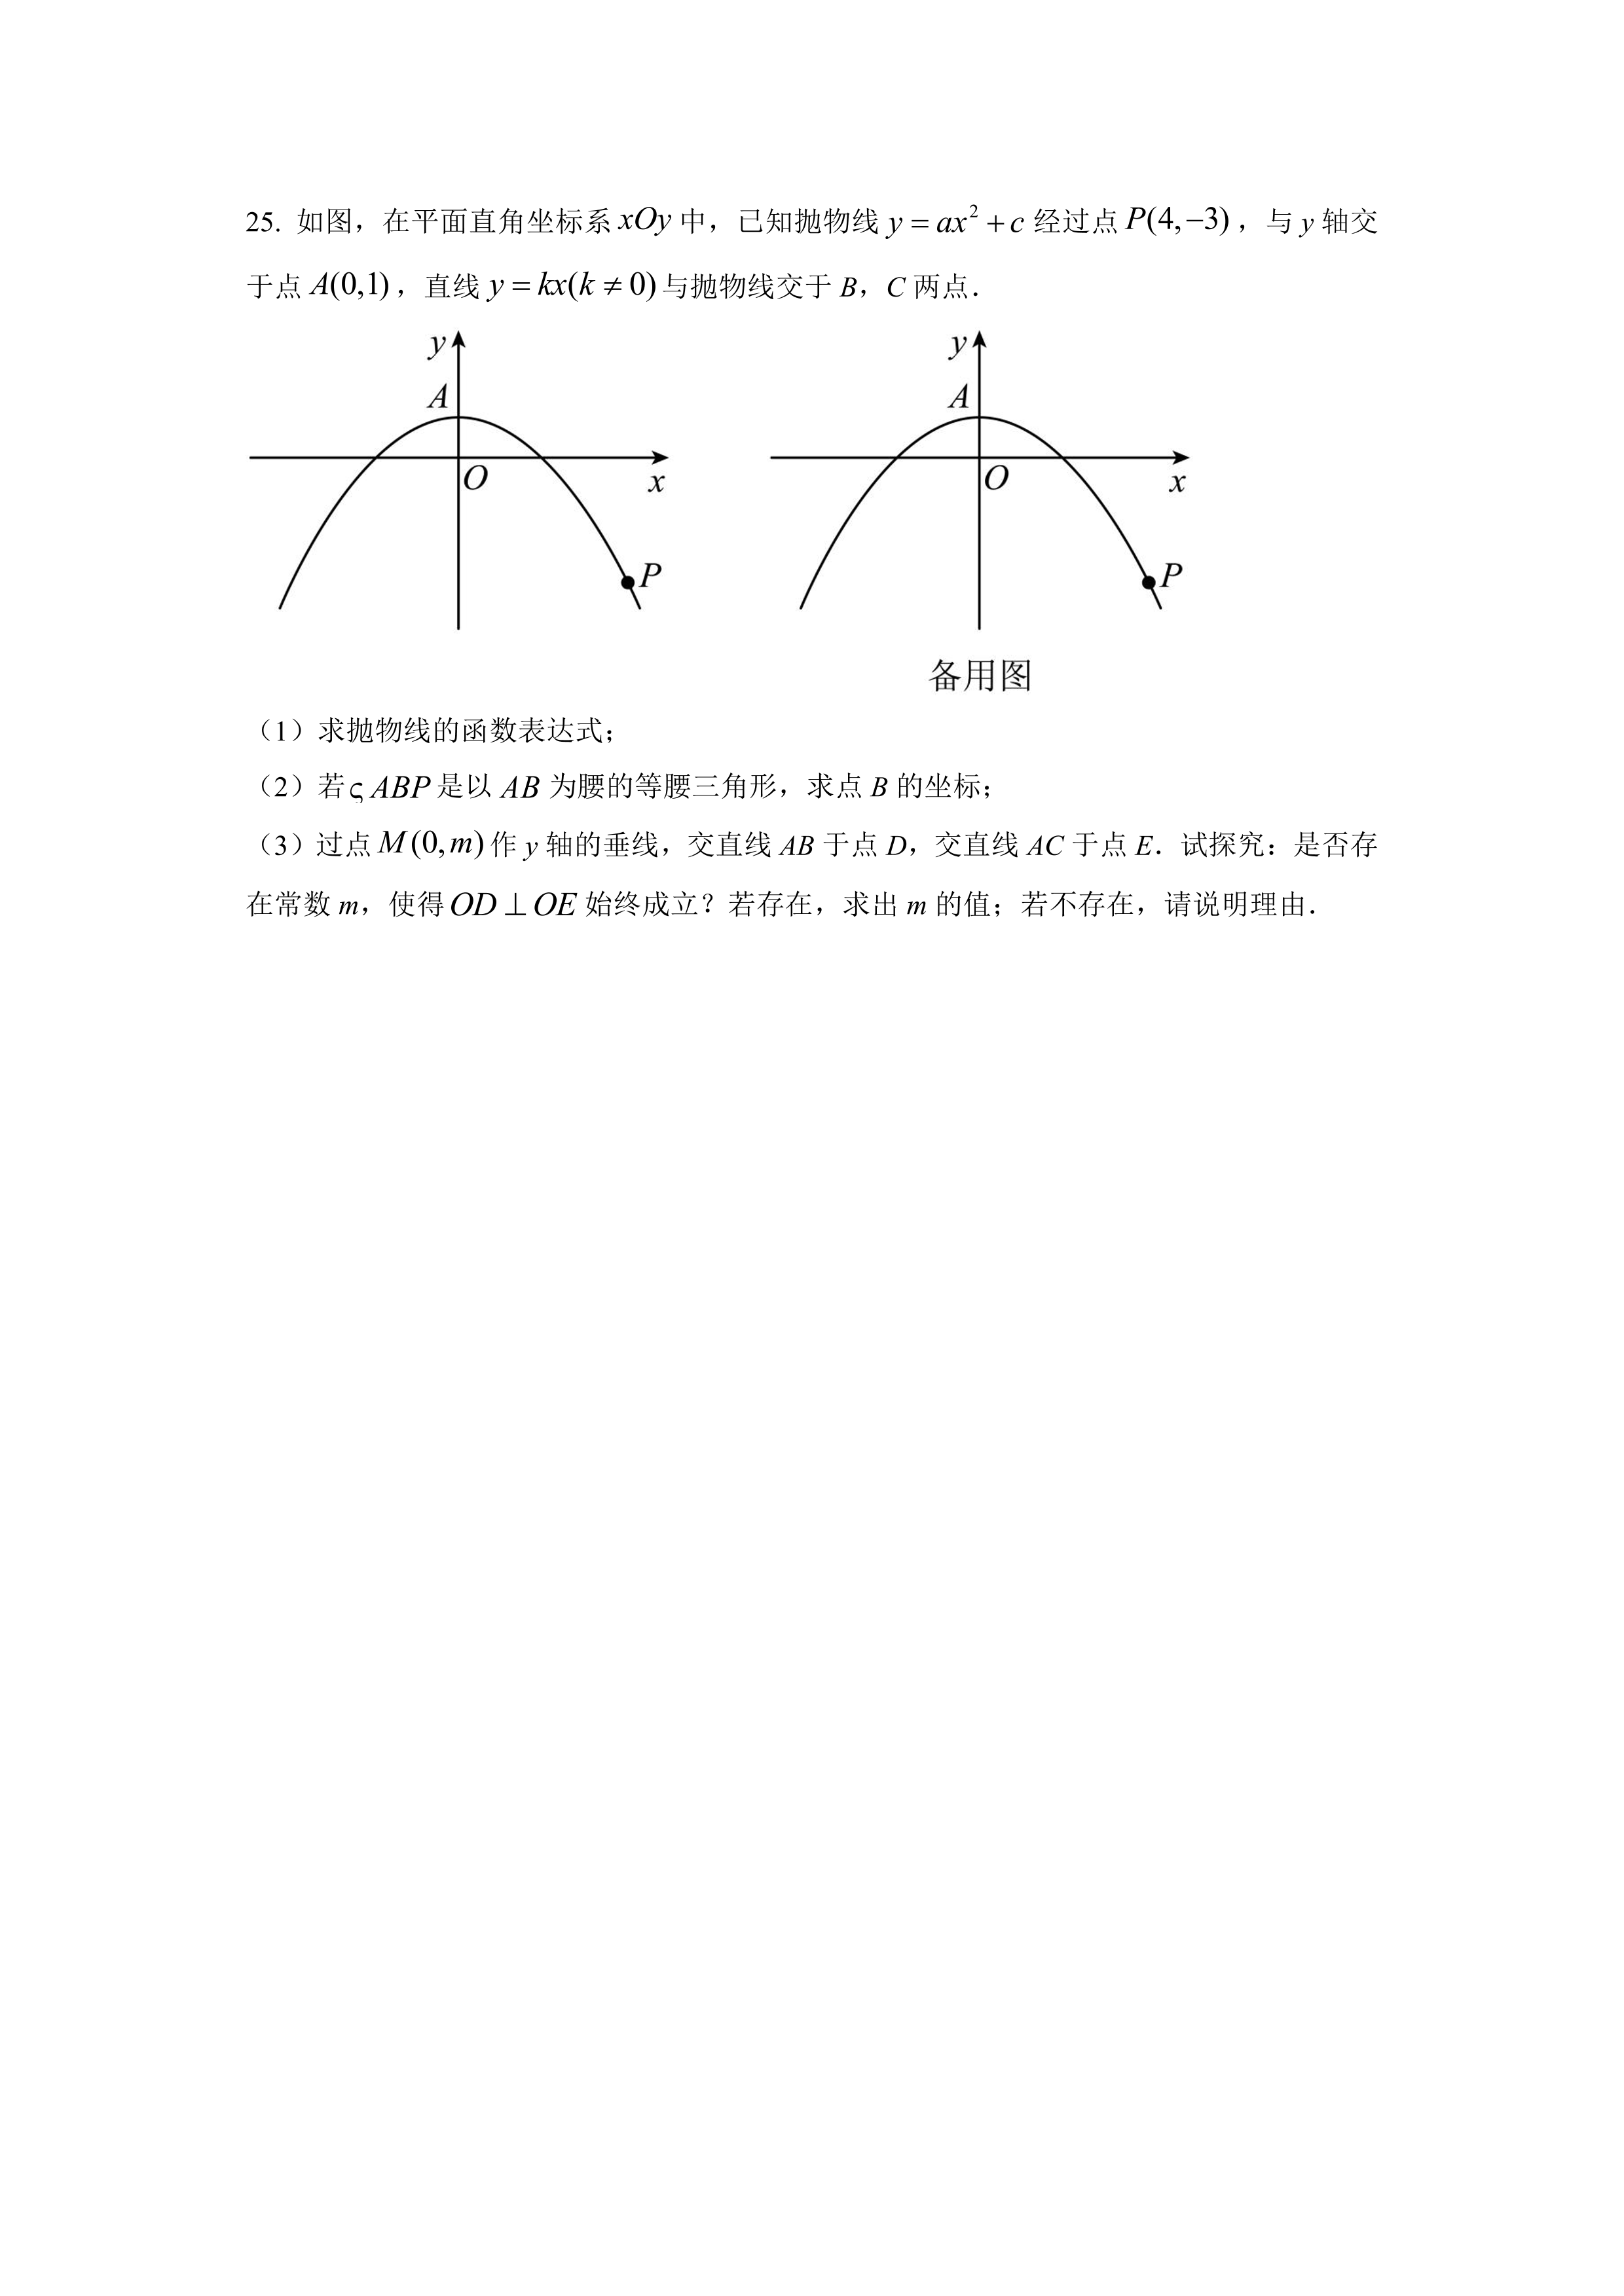 25. 如图，在平面直角坐标系 xOy 中，已知抛物线 y = ax² + c 经过点 P(4,−3)，与 y 轴交
于点 A(0,1)，直线 y = kx(k ≠ 0) 与抛物线交于 B，C 两点．
y
A
O
x
P
y
A
O
x
P
备用图
（1）求抛物线的函数表达式；
（2）若 ς ABP 是以 AB 为腰的等腰三角形，求点 B 的坐标；
（3）过点 M(0,m) 作 y 轴的垂线，交直线 AB 于点 D，交直线 AC 于点 E．试探究：是否存
在常数 m，使得 OD ⊥ OE 始终成立？若存在，求出 m 的值；若不存在，请说明理由．